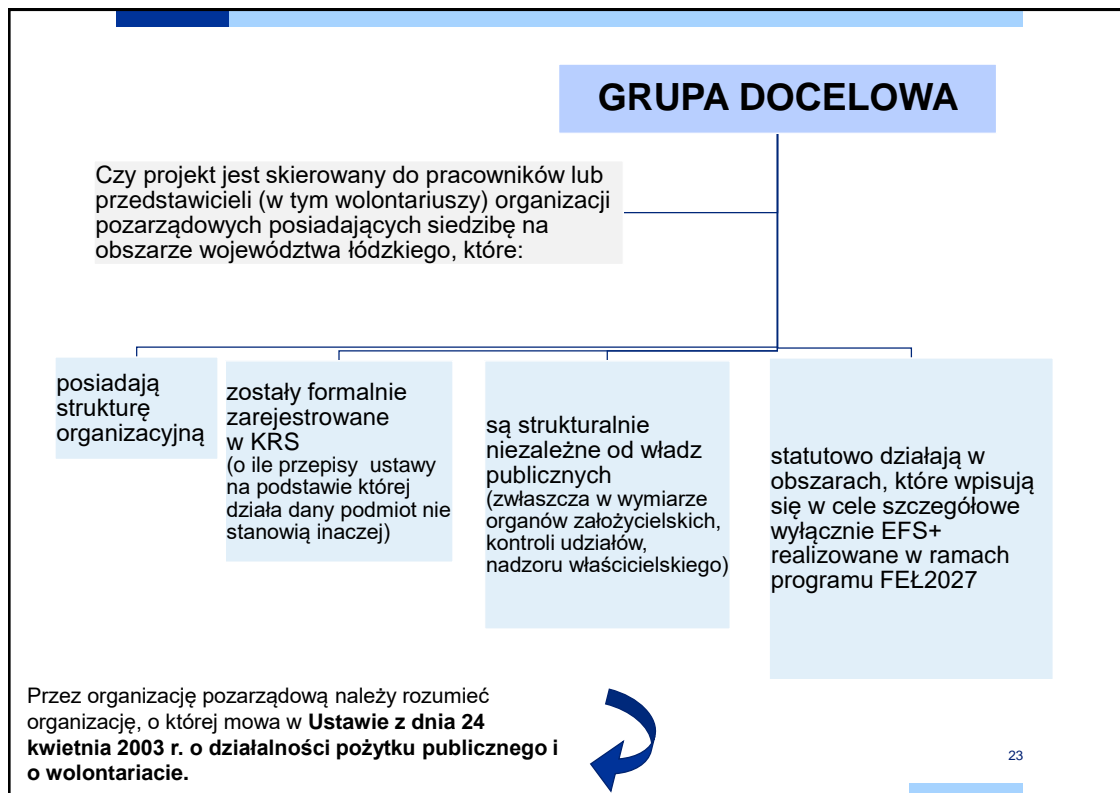 GRUPA DOCELOWA
Czy projekt jest skierowany do pracowników lub
przedstawicieli (w tym wolontariuszy) organizacji
pozarządowych posiadających siedzibę na
obszarze województwa łódzkiego, które:
posiadają
strukturę
organizacyjną
zostały formalnie
zarejestrowane
w KRS
(o ile przepisy ustawy
na podstawie której
działa dany podmiot nie
stanowią inaczej)
są strukturalnie
niezależne od władz
publicznych
(zwłaszcza w wymiarze
organów założycielskich,
kontroli udziałów,
nadzoru właścicielskiego)
statutowo działają w
obszarach, które wpisują
się w cele szczegółowe
wyłącznie EFS+
realizowane w ramach
programu FEŁ2027
Przez organizację pozarządową należy rozumieć
organizację, o której mowa w Ustawie z dnia 24
kwietnia 2003 r. o działalności pożytku publicznego i
o wolontariacie.
23